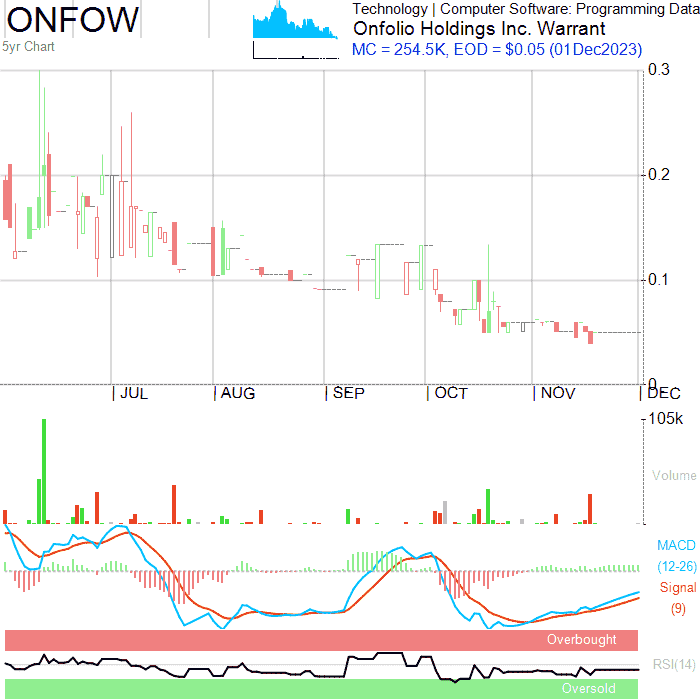 ONFOW
5yr Chart
Technology | Computer Software: Programming Data
Onfolio Holdings Inc. Warrant
MC = 254.5K, EOD = $0.05 (01Dec2023)
0.3
0.2
0.1
0
| JUL | AUG | SEP | OCT | NOV | DEC
105k
Volume
MACD
(12-26)
Signal
(9)
Overbought
RSI(14)
Oversold